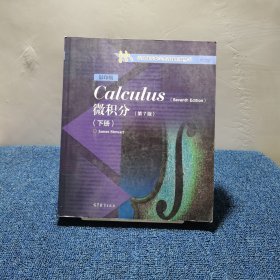 影印版
Calculus (Seventh Edition)
微积分 (第7版)
(下册)
James Stewart
高等教育出版社